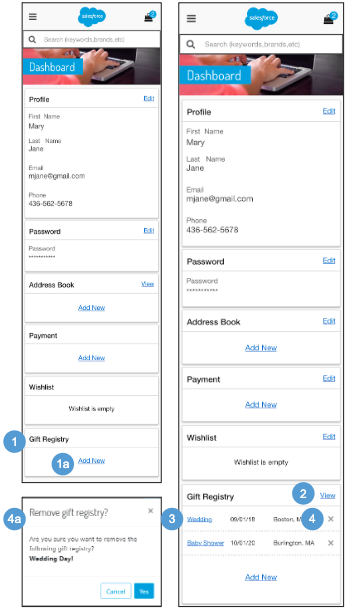 salesforce
2
Search (keywords,brands,etc)
Dashboard
Profile Edit
First Name
Mary
Last Name
Jane
Email
mjane@gmail.com
Phone
436-562-5678
Password Edit
Password
***********
Address Book View
Add New
Payment
Add New
Wishlist
Wishlist is empty
1
Gift Registry
1a
Add New
4a
Remove gift registry? ×
Are you sure you want to remove the
following gift registry?
Wedding Day!
Cancel Yes
salesforce
2
Search (keywords,brands,etc)
Dashboard
Profile Edit
First Name
Mary
Last Name
Jane
Email
mjane@gmail.com
Phone
436-562-5678
Password Edit
Password
***********
Address Book Edit
Add New
Payment Edit
Add New
Wishlist Edit
Wishlist is empty
Gift Registry 2 View
3 Wedding 09/01/18 Boston, 4 ×
Baby Shower 10/01/20 Burlington, MA ×
Add New